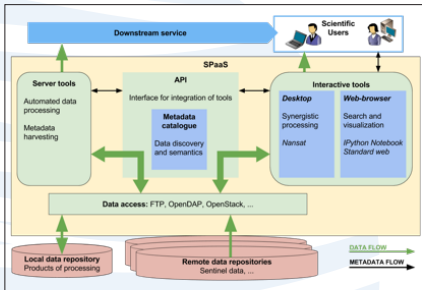 Downstream service
Scientific
Users
SPaaS
Server tools
Automated data
processing
Metadata
harvesting
API
Interface for integration of tools
Metadata
catalogue
Data discovery
and semantics
Interactive tools
Desktop
Synergistic
processing
Nansat
Web-browser
Search and
visualization
IPython Notebook
Standard web
Data access: FTP, OpenDAP, OpenStack, ...
Local data repository
Products of processing
Remote data repositories
Sentinel data, ...
DATA FLOW
METADATA FLOW